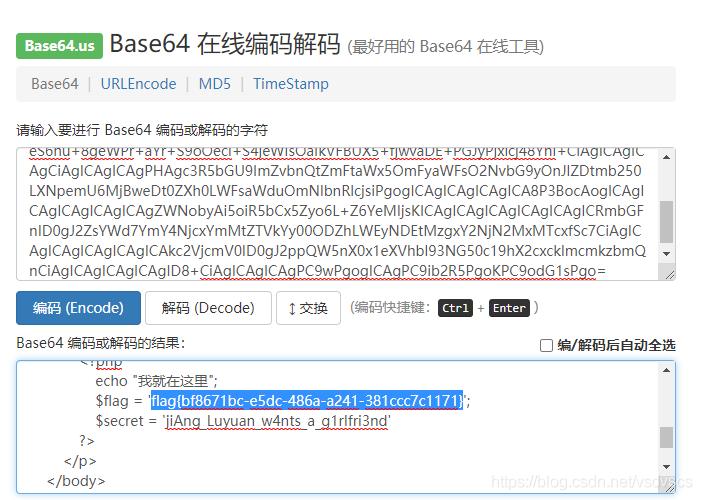 Base64.us Base64 在线编码解码 (最好用的 Base64 在线工具)
Base64 | URLEncode | MD5 | TimeStamp
请输入要进行 Base64 编码或解码的字符
AgCiAgICAgICAgPHAgc3R5bGU9ImZvbnQtZmFtaWx5OmFyaWFsO2NvbG9yOnJlZDtmb250
LXNpemU6MjBweDt0ZXh0LWFsaWduOmNlbnRlcjsiPgogICAgICAgICAgICA8P3BocAogICAgI
CAgICAgICAgICAgZWNobyAi5oiR5bCx5Zyo6L+Z6YeMIjsKICAgICAgICAgICAgICAgICRmbGF
nID0gJ2ZsYWd7YmY4NjcxYmMtZTVkYy00ODZhLWEyNDEtMzgxY2NjN2MxMTcxfSc7CiAgIC
AgICAgICAgICAgICAkc2VjcmV0ID0gJ2ppQW5nX0x1eXVhbl93NG50c19hX2cxcklmcmkzbmQ
nCiAgICAgICAgICAgID8+CiAgICAgICAgPC9wPgogICAgPC9ib2R5PgoKPC9odG1sPgo=
编码 (Encode) 解码 (Decode) ↕ 交换 (编码快捷键: Ctrl + Enter )
Base64 编码或解码的结果: 编/解码后自动全选
<?php
echo "我就在这里";
$flag = 'flag{bf8671bc-e5dc-486a-a241-381ccc7c1171}';
$secret = 'jiAng_Luyuan_w4nts_a_g1rIfri3nd'
?>
</p>
</body>
https://blog.csdn.net/vsdvscs